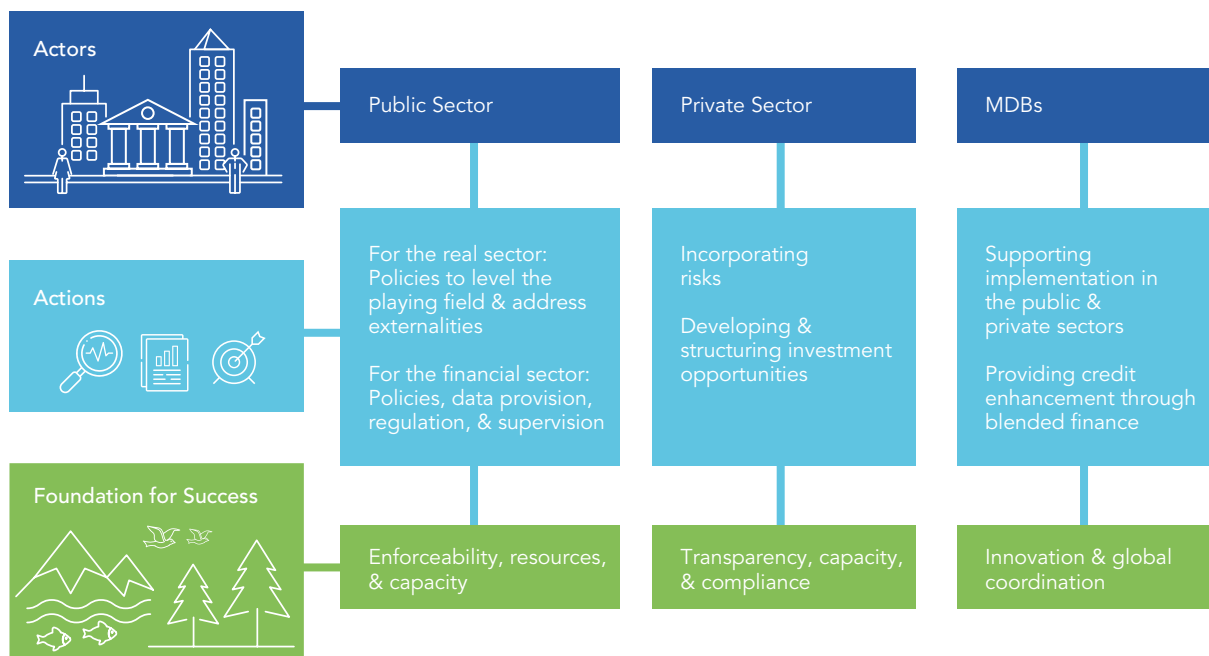 Actors
Public Sector
Private Sector
MDBs
Actions
For the real sector:
Policies to level the
playing field & address
externalities
For the financial sector:
Policies, data provision,
regulation, & supervision
Incorporating
risks
Developing &
structuring investment
opportunities
Supporting
implementation in
the public &
private sectors
Providing credit
enhancement through
blended finance
Foundation for Success
Enforceability, resources,
& capacity
Transparency, capacity,
& compliance
Innovation & global
coordination